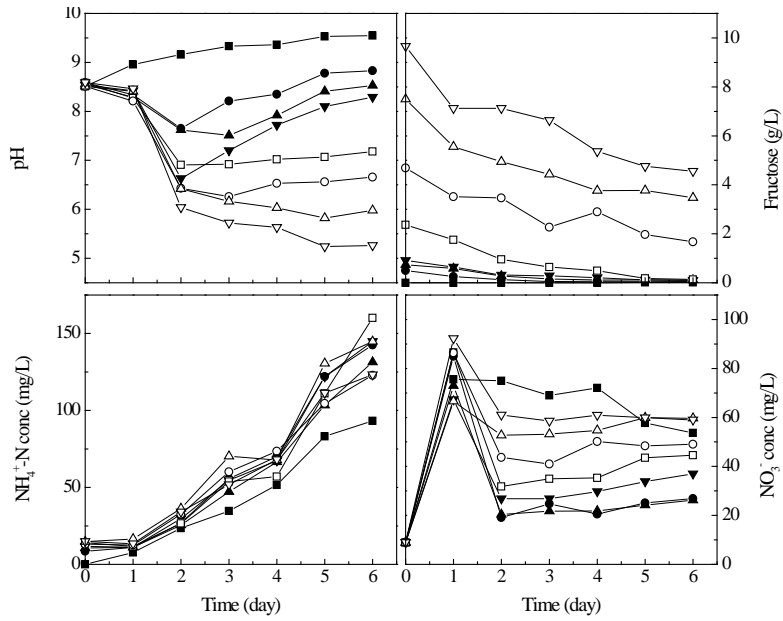 10
9
8
7
6
5
pH
10
8
6
4
2
0
Fructose (g/L)
150
100
50
0
NH₄⁺-N conc (mg/L)
0 1 2 3 4 5 6
Time (day)
100
80
60
40
20
0
NO₃⁻ conc (mg/L)
0 1 2 3 4 5 6
Time (day)